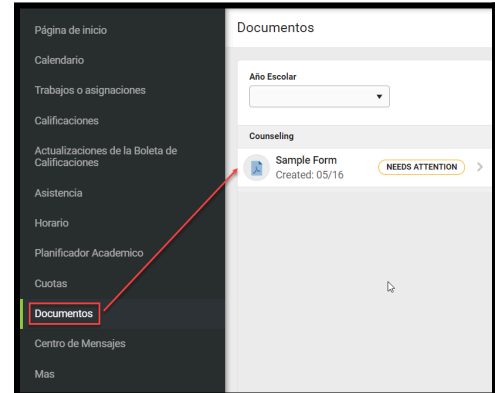 Página de inicio
Calendario
Trabajos o asignaciones
Calificaciones
Actualizaciones de la Boleta de
Calificaciones
Asistencia
Horario
Planificador Academico
Cuotas
Documentos
Centro de Mensajes
Mas
Documentos
Año Escolar
Counseling
Sample Form
Created: 05/16
NEEDS ATTENTION